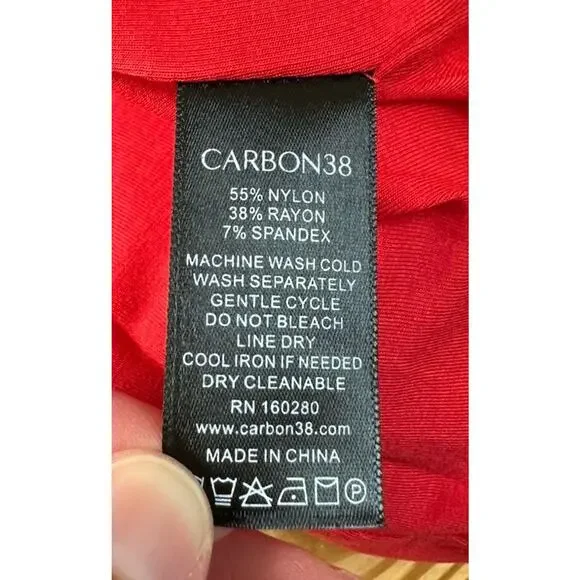 CARBON38
55% NYLON
38% RAYON
7% SPANDEX
MACHINE WASH COLD
WASH SEPARATELY
GENTLE CYCLE
DO NOT BLEACH
LINE DRY
COOL IRON IF NEEDED
DRY CLEANABLE
RN 160280
www.carbon38.com
MADE IN CHINA
P